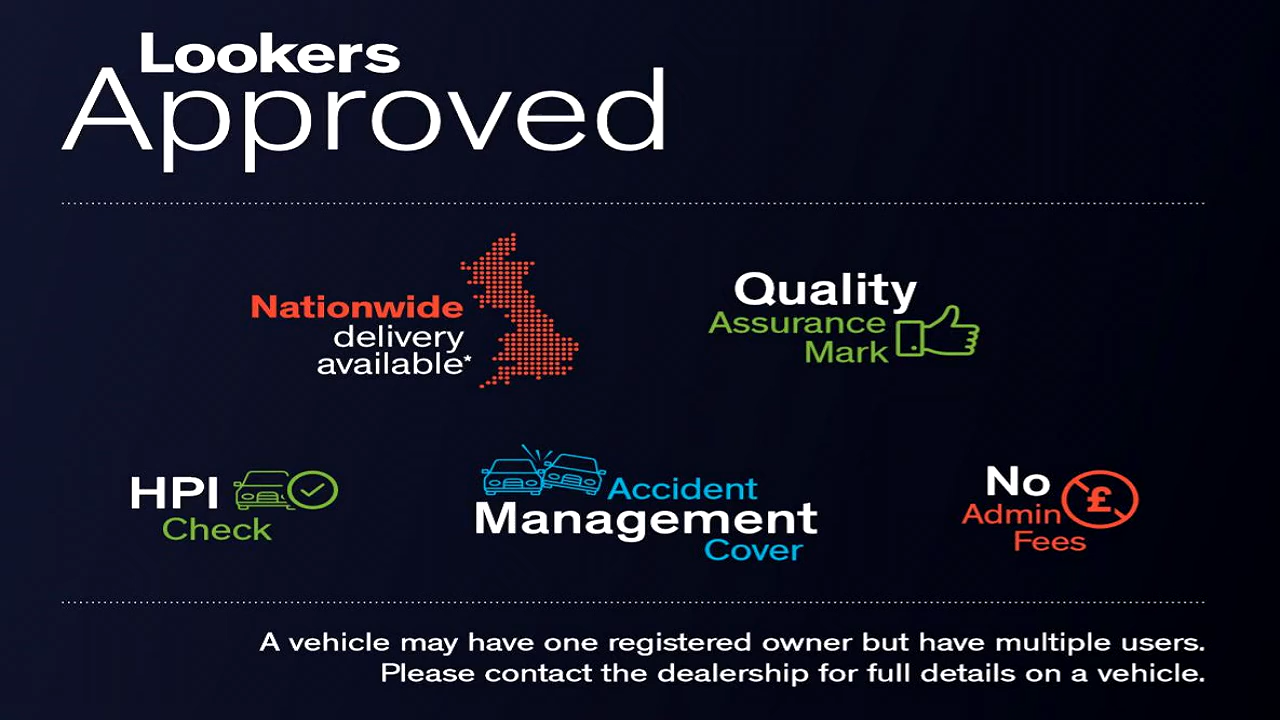 Lookers
Approved
Nationwide
delivery
available*
Quality
Assurance
Mark
HPI
Check
Accident
Management
Cover
No
£
Admin
Fees
A vehicle may have one registered owner but have multiple users.
Please contact the dealership for full details on a vehicle.